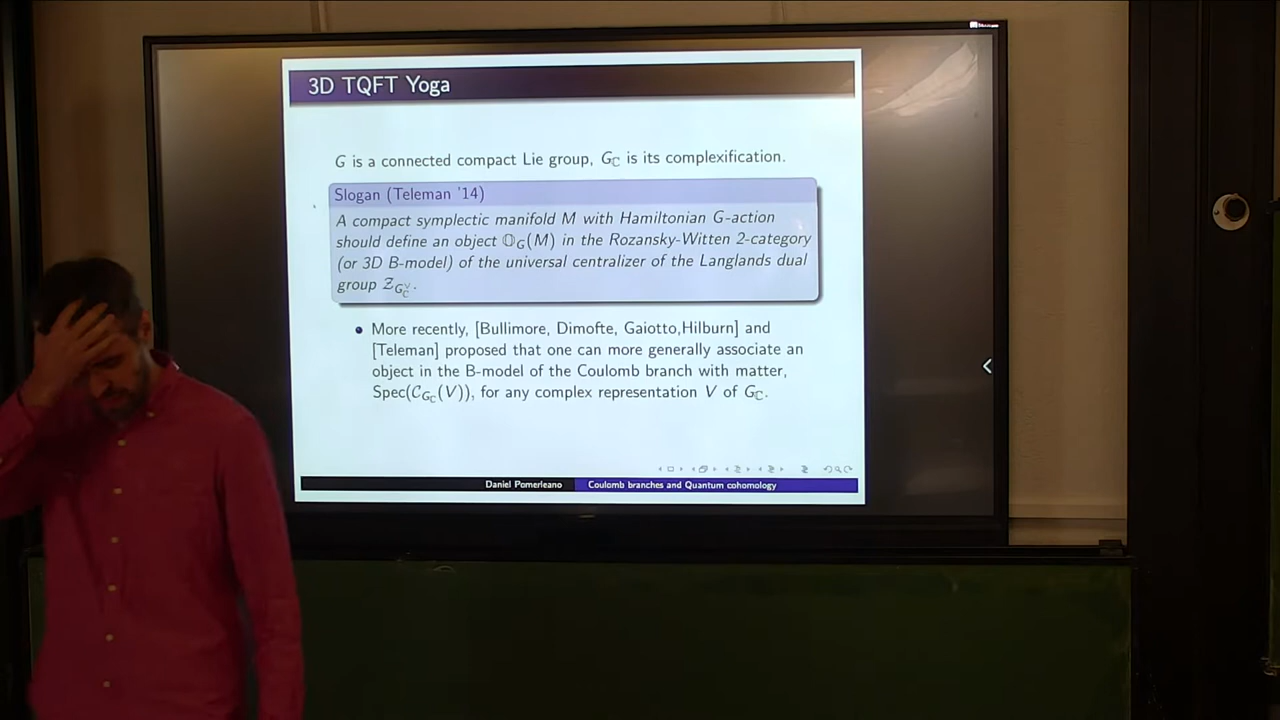 3D TQFT Yoga
G is a connected compact Lie group, G_ℂ is its complexification.
Slogan (Teleman '14)
A compact symplectic manifold M with Hamiltonian G-action
should define an object 𝕆_G(M) in the Rozansky-Witten 2-category
(or 3D B-model) of the universal centralizer of the Langlands dual
group 𝒵_{G_ℂ^∨}.
• More recently, [Bullimore, Dimofte, Gaiotto,Hilburn] and
[Teleman] proposed that one can more generally associate an
object in the B-model of the Coulomb branch with matter,
Spec(𝒞_{G_ℂ}(V)), for any complex representation V of G_ℂ.
Daniel Pomerleano Coulomb branches and Quantum cohomology